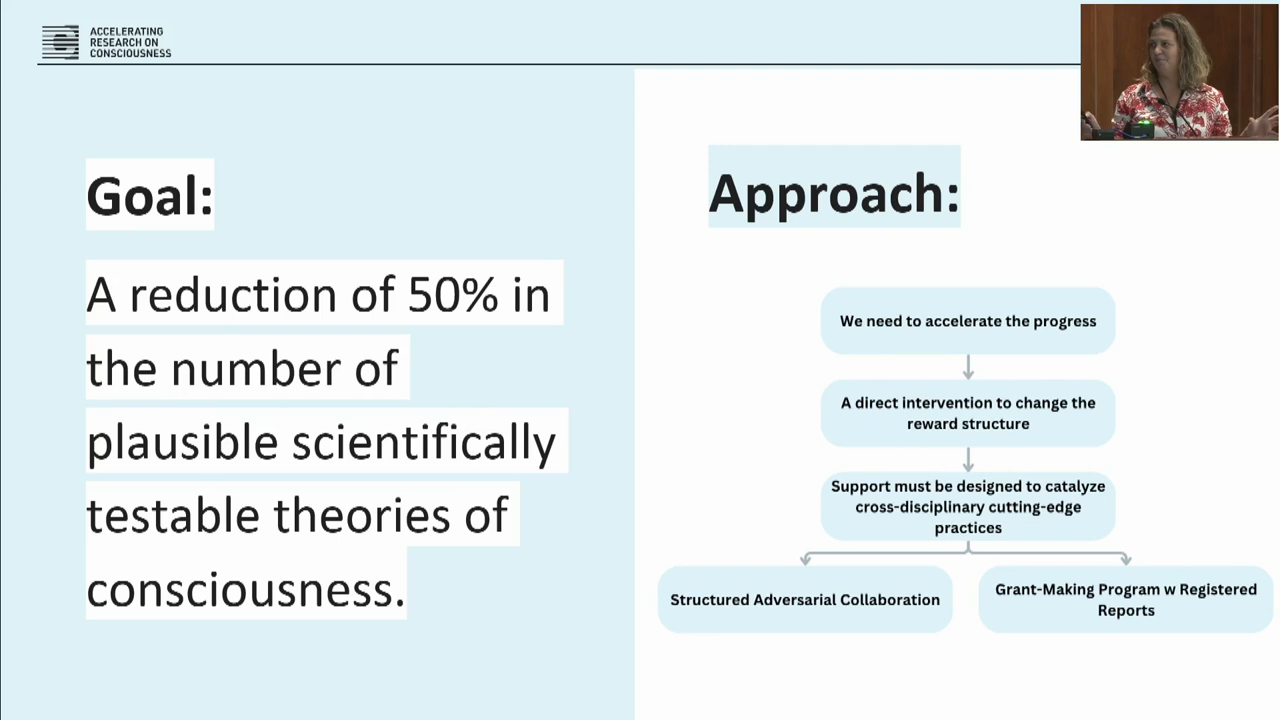 ACCELERATING
RESEARCH ON
CONSCIOUSNESS
Goal:
A reduction of 50% in
the number of
plausible scientifically
testable theories of
consciousness.
Approach:
We need to accelerate the progress
A direct intervention to change the
reward structure
Support must be designed to catalyze
cross-disciplinary cutting-edge
practices
Structured Adversarial Collaboration
Grant-Making Program w Registered
Reports